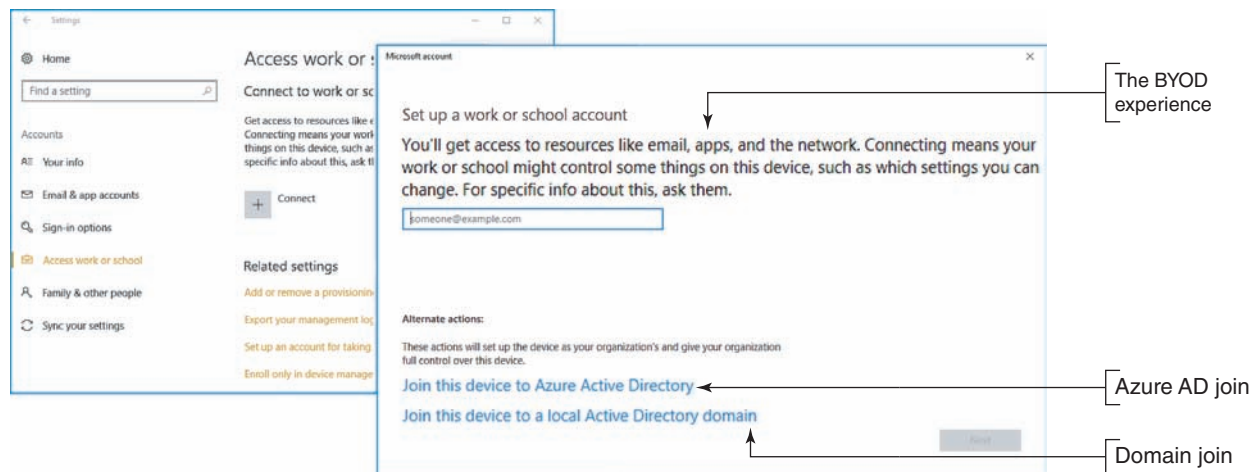 Settings
Home
Find a setting
Accounts
Your info
Email & app accounts
Sign-in options
Access work or school
Family & other people
Sync your settings
Access work or
Connect to work or sc
Get access to resources like
Connecting means your work
things on this device, such as
specific info about this, ask
Connect
Related settings
Add or remove a provisioning
Export your management log
Set up an account for taking
Enroll only in device manage
Microsoft account
Set up a work or school account
You'll get access to resources like email, apps, and the network. Connecting means your
work or school might control some things on this device, such as which settings you can
change. For specific info about this, ask them.
someone@example.com
Alternate actions:
These actions will set up the device as your organization's and give your organization
full control over this device.
Join this device to Azure Active Directory
Join this device to a local Active Directory domain
Next
The BYOD
experience
Azure AD join
Domain join